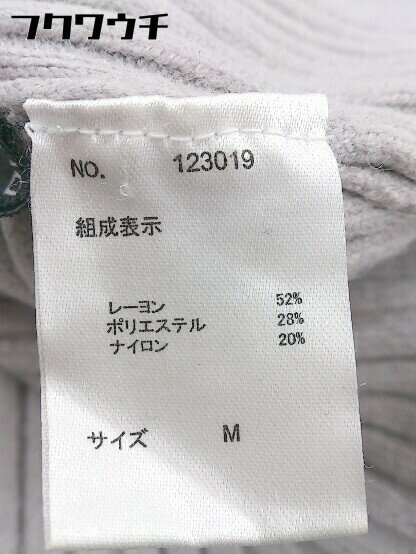 フクワウチ
NO. 123019
組成表示
レーヨン 52%
ポリエステル 28%
ナイロン 20%
サイズ M